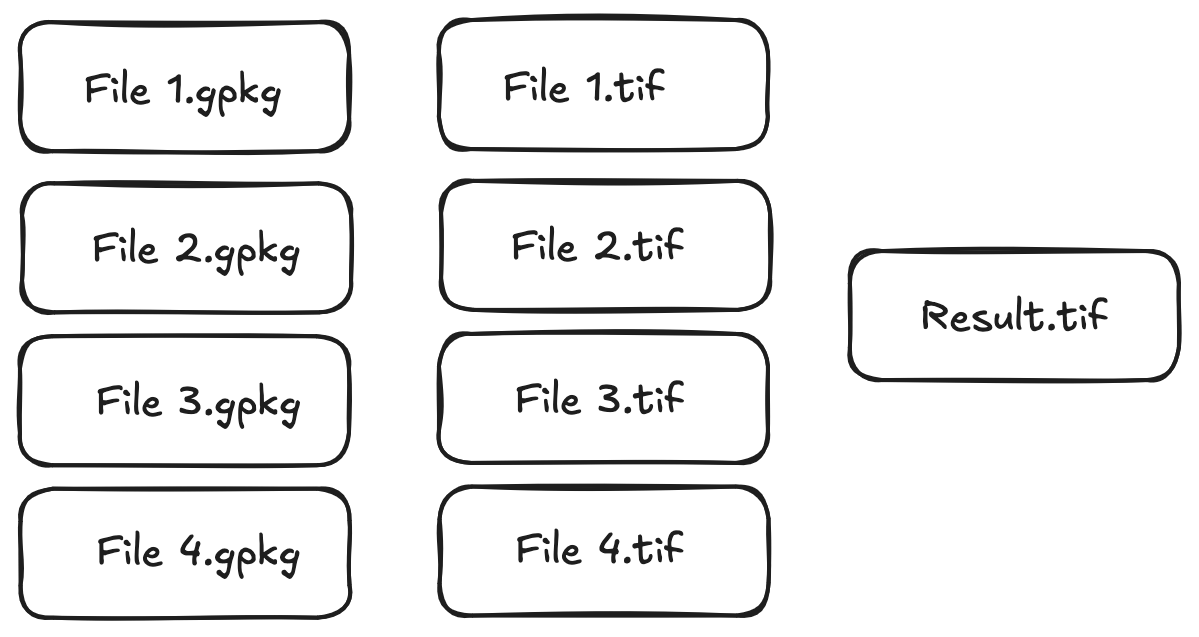 File 1.gpkg
File 1.tif
File 2.gpkg
File 2.tif
Result.tif
File 3.gpkg
File 3.tif
File 4.gpkg
File 4.tif